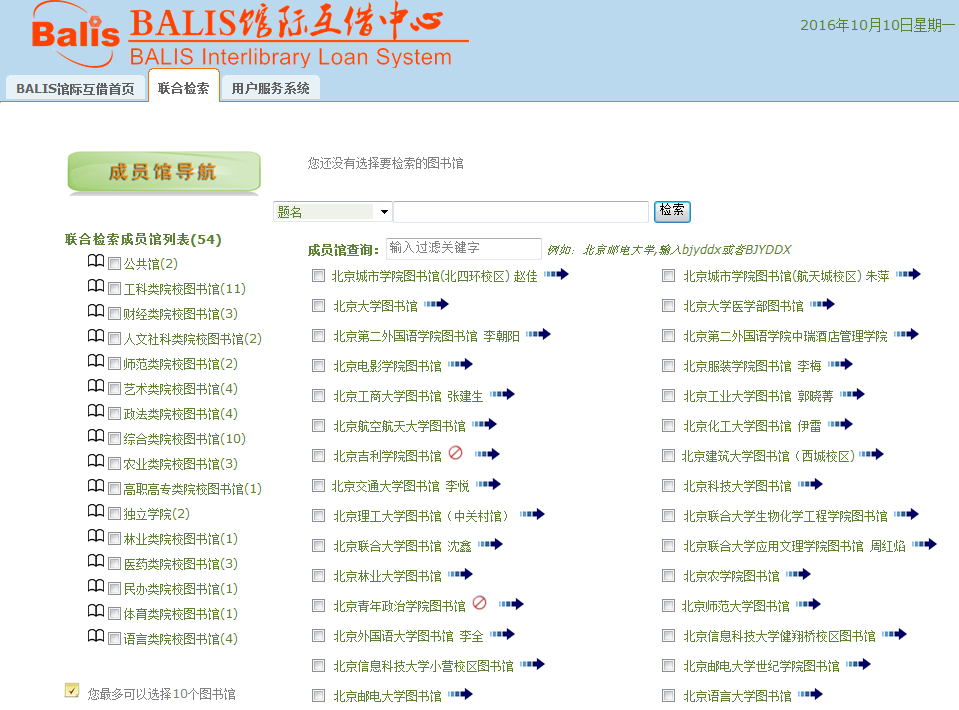 Balis BALIS馆际互借中心
BALIS Interlibrary Loan System
2016年10月10日星期一
BALIS馆际互借首页 联合检索 用户服务系统
成员馆导航
您还没有选择要检索的图书馆
题名 检索
联合检索成员馆列表(54)
公共馆(2)
工科类院校图书馆(11)
财经类院校图书馆(3)
人文社科类院校图书馆(2)
师范类院校图书馆(2)
艺术类院校图书馆(4)
政法类院校图书馆(4)
综合类院校图书馆(10)
农业类院校图书馆(3)
高职高专类院校图书馆(1)
独立学院(2)
林业类院校图书馆(1)
医药类院校图书馆(3)
民办类院校图书馆(1)
体育类院校图书馆(1)
语言类院校图书馆(4)
您最多可以选择10个图书馆
成员馆查询: 输入过滤关键字 例如: 北京邮电大学,输入bjyddx或者BJYDDX
北京城市学院图书馆(北四环校区) 赵佳 北京城市学院图书馆(航天城校区) 朱萍
北京大学图书馆 北京大学医学部图书馆
北京第二外国语学院图书馆 李朝阳 北京第二外国语学院中瑞酒店管理学院
北京电影学院图书馆 北京服装学院图书馆 李梅
北京工商大学图书馆 张建生 北京工业大学图书馆 郭晓菁
北京航空航天大学图书馆 北京化工大学图书馆 伊雷
北京吉利学院图书馆 北京建筑大学图书馆（西城校区）
北京交通大学图书馆 李悦 北京科技大学图书馆
北京理工大学图书馆（中关村馆） 北京联合大学生物化学工程学院图书馆
北京联合大学图书馆 沈鑫 北京联合大学应用文理学院图书馆 周红焰
北京林业大学图书馆 北京农学院图书馆
北京青年政治学院图书馆 北京师范大学图书馆
北京外国语大学图书馆 李全 北京信息科技大学健翔桥校区图书馆
北京信息科技大学小营校区图书馆 北京邮电大学世纪学院图书馆
北京邮电大学图书馆 北京语言大学图书馆